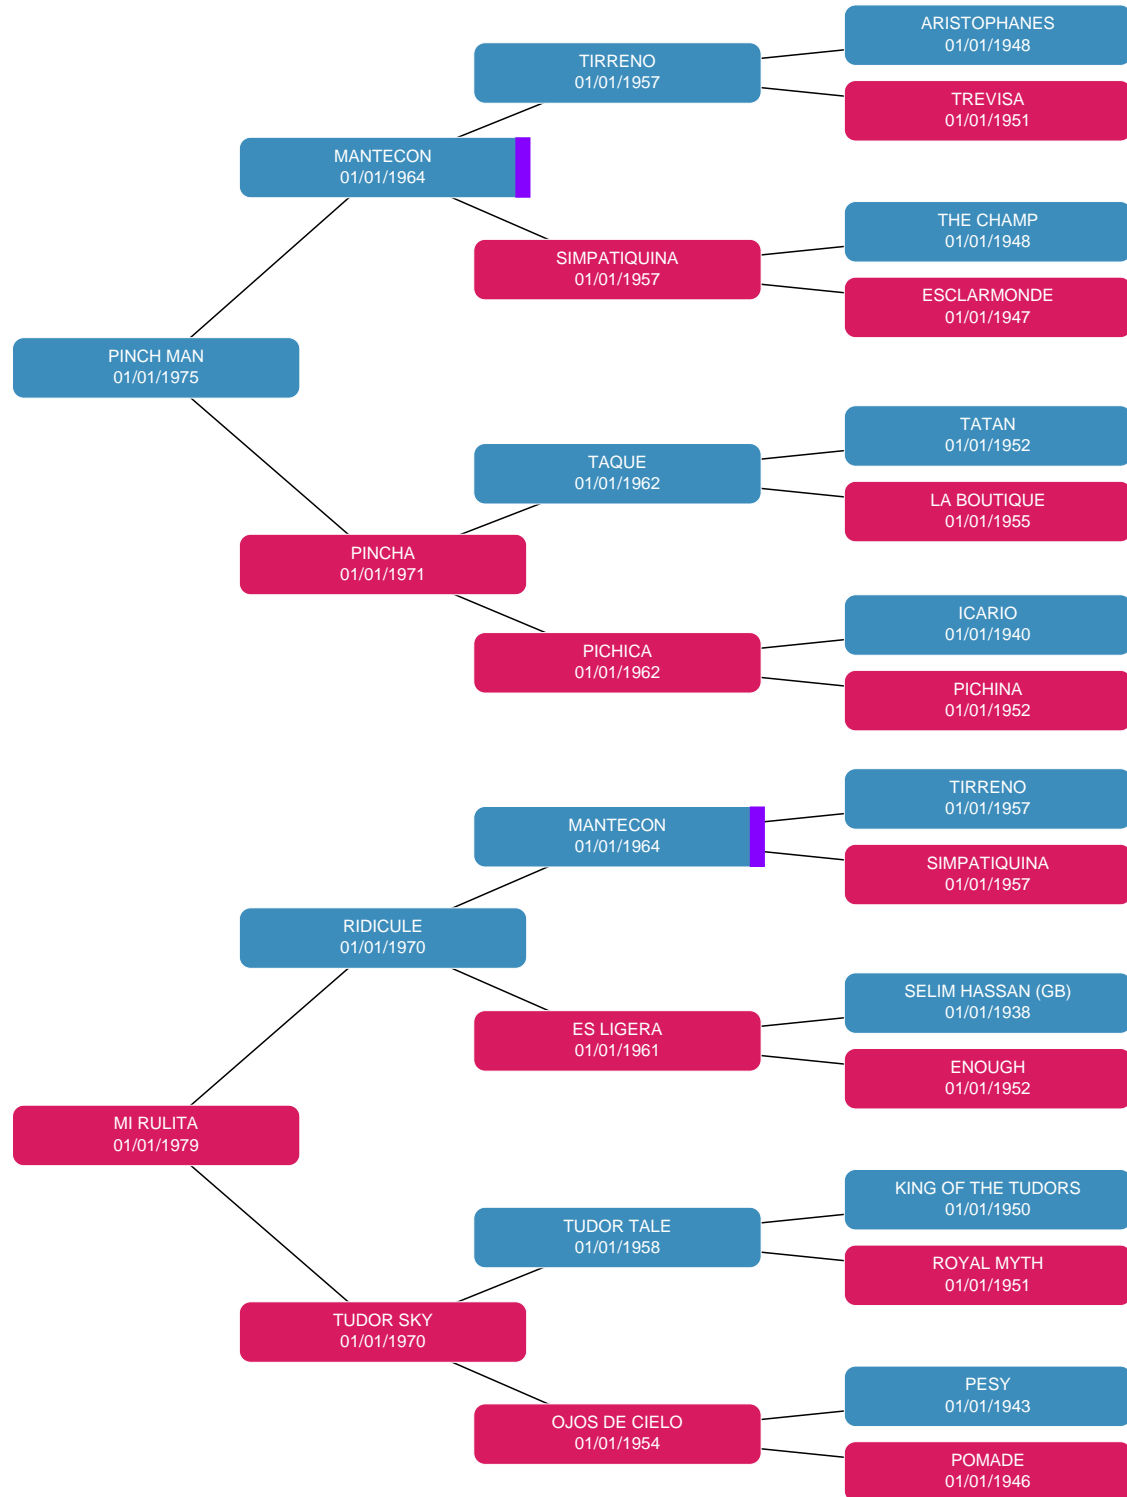 ARISTOPHANES
01/01/1948
TIRRENO
01/01/1957
TREVISA
01/01/1951
MANTECON
01/01/1964
THE CHAMP
01/01/1948
SIMPATIQUINA
01/01/1957
ESCLARMONDE
01/01/1947
PINCH MAN
01/01/1975
TATAN
01/01/1952
TAQUE
01/01/1962
LA BOUTIQUE
01/01/1955
PINCHA
01/01/1971
ICARIO
01/01/1940
PICHICA
01/01/1962
PICHINA
01/01/1952
TIRRENO
01/01/1957
MANTECON
01/01/1964
SIMPATIQUINA
01/01/1957
RIDICULE
01/01/1970
SELIM HASSAN (GB)
01/01/1938
ES LIGERA
01/01/1961
ENOUGH
01/01/1952
MI RULITA
01/01/1979
KING OF THE TUDORS
01/01/1950
TUDOR TALE
01/01/1958
ROYAL MYTH
01/01/1951
TUDOR SKY
01/01/1970
PESY
01/01/1943
OJOS DE CIELO
01/01/1954
POMADE
01/01/1946